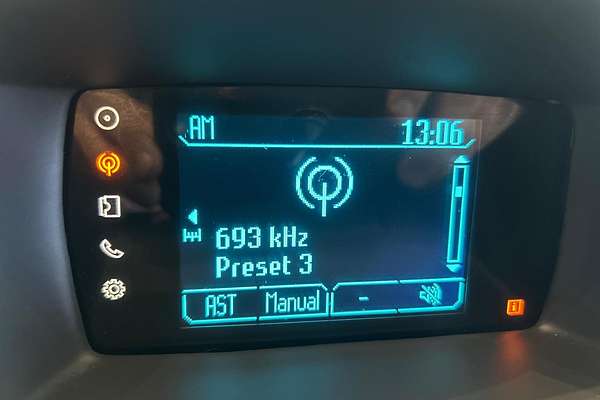 AM 13:06
693 kHz
Preset 3
AST Manual -
i